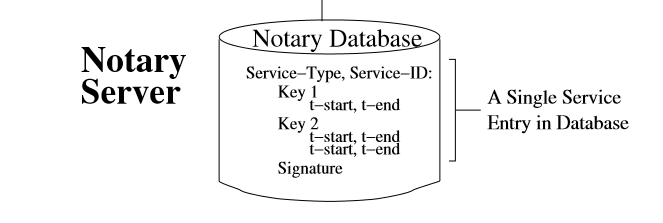 Notary
Server
Notary Database
Service−Type, Service−ID:
Key 1
t−start, t−end
Key 2
t−start, t−end
t−start, t−end
Signature
A Single Service
Entry in Database